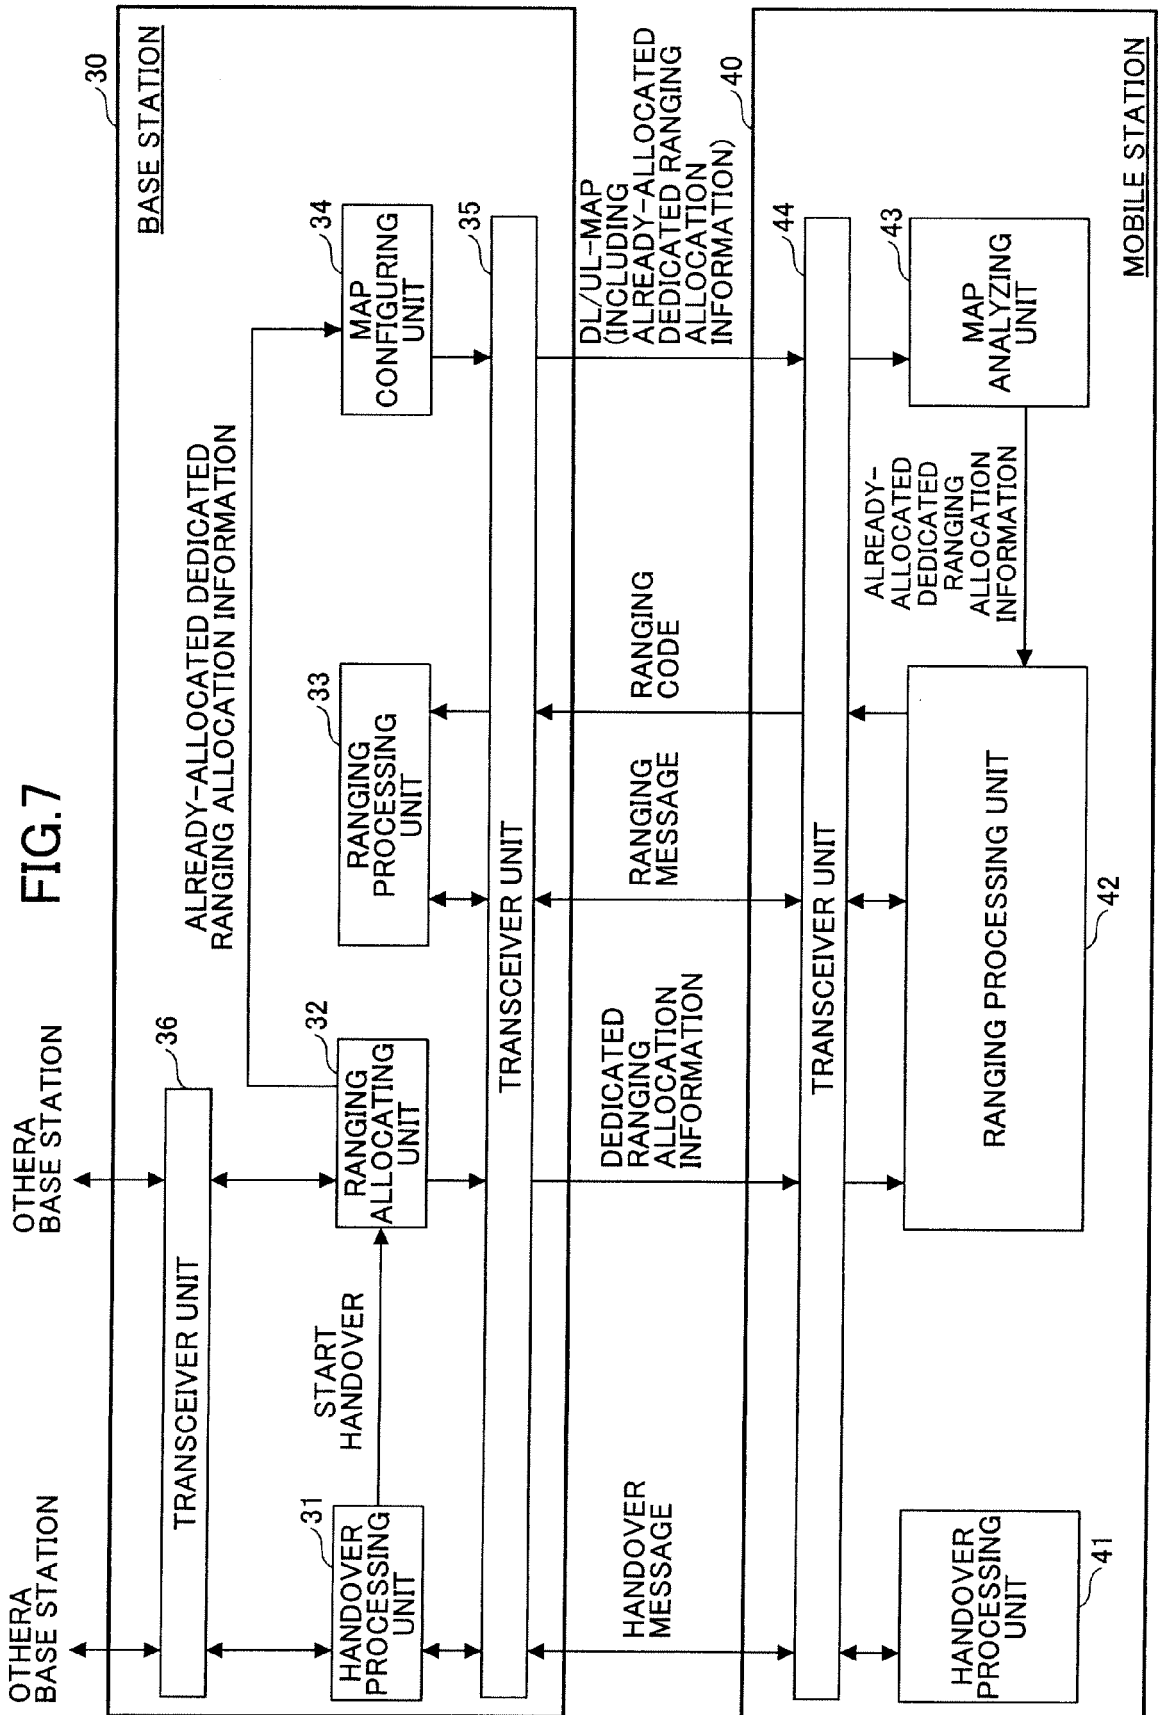 FIG.7
OTHERA
BASE STATION
OTHERA
BASE STATION
30
BASE STATION
TRANSCEIVER UNIT
36
ALREADY-ALLOCATED DEDICATED
RANGING ALLOCATION INFORMATION
31
HANDOVER
PROCESSING
UNIT
START
HANDOVER
32
RANGING
ALLOCATING
UNIT
33
RANGING
PROCESSING
UNIT
34
MAP
CONFIGURING
UNIT
TRANSCEIVER UNIT
35
HANDOVER
MESSAGE
DEDICATED
RANGING
ALLOCATION
INFORMATION
RANGING
MESSAGE
RANGING
CODE
DL/UL-MAP
(INCLUDING
ALREADY-ALLOCATED
DEDICATED RANGING
ALLOCATION
INFORMATION)
40
TRANSCEIVER UNIT
44
HANDOVER
PROCESSING
UNIT
41
RANGING PROCESSING UNIT
42
ALREADY-
ALLOCATED
DEDICATED
RANGING
ALLOCATION
INFORMATION
43
MAP
ANALYZING
UNIT
MOBILE STATION